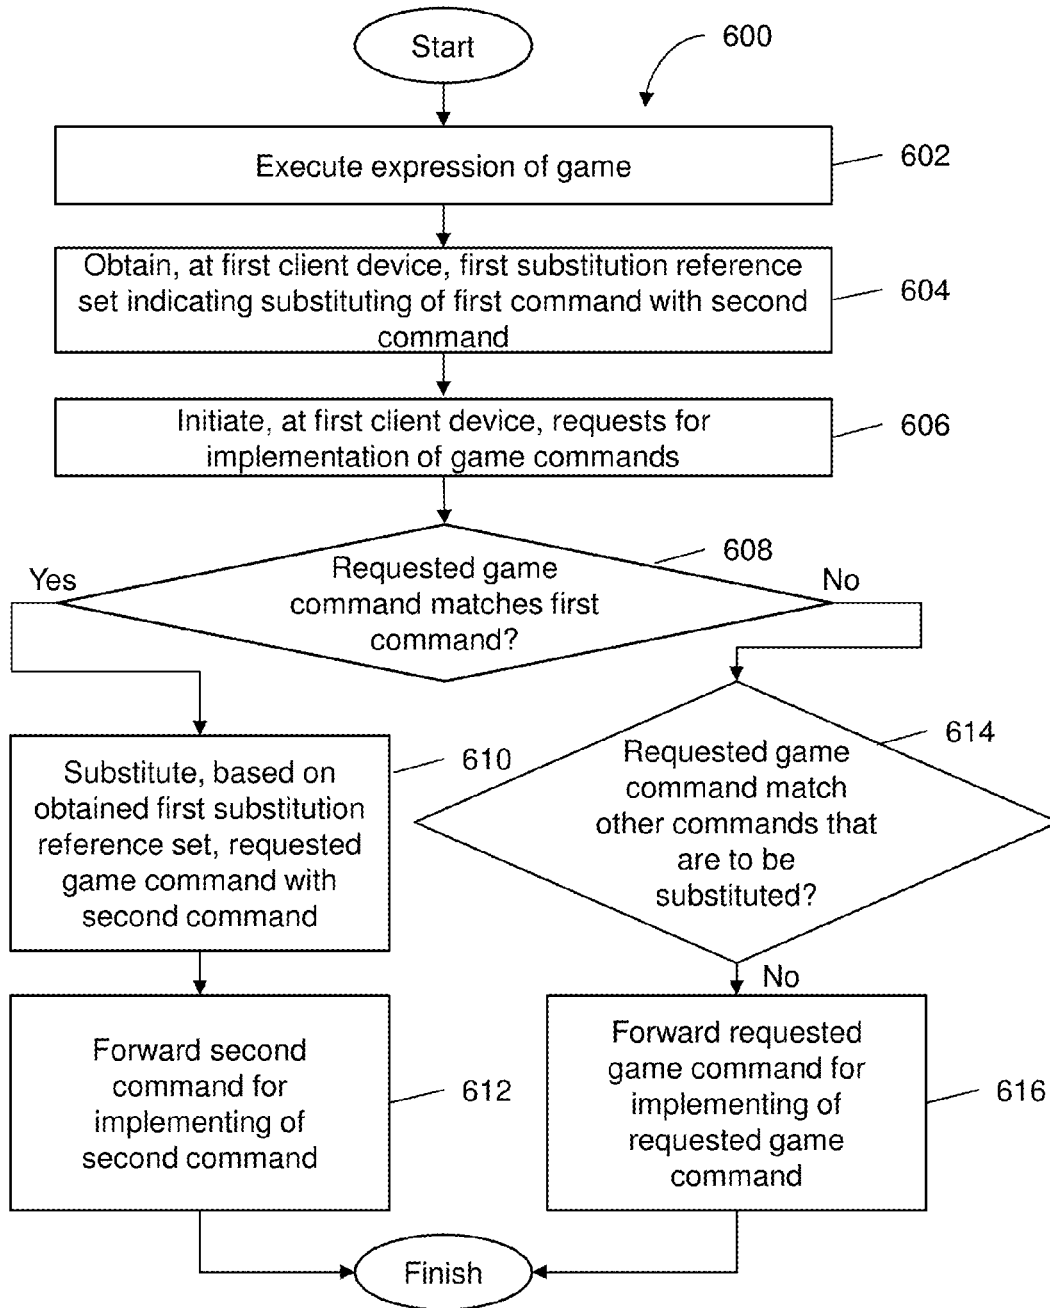 Start
600
Execute expression of game
602
Obtain, at first client device, first substitution reference
set indicating substituting of first command with second
command
604
Initiate, at first client device, requests for
implementation of game commands
606
608
Requested game
command matches first
command?
Yes
No
Substitute, based on
obtained first substitution
reference set, requested
game command with
second command
610
Requested game
command match
other commands that
are to be
substituted?
614
No
Forward second
command for
implementing of
second command
612
Forward requested
game command for
implementing of
requested game
command
616
Finish